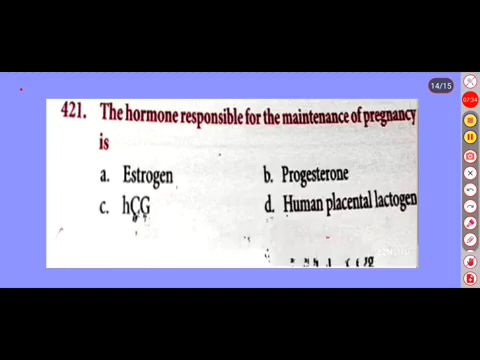 14/15
07:34
421. The hormone responsible for the maintenance of pregnancy
is
a. Estrogen b. Progesterone
c. hCG d. Human placental lactogen